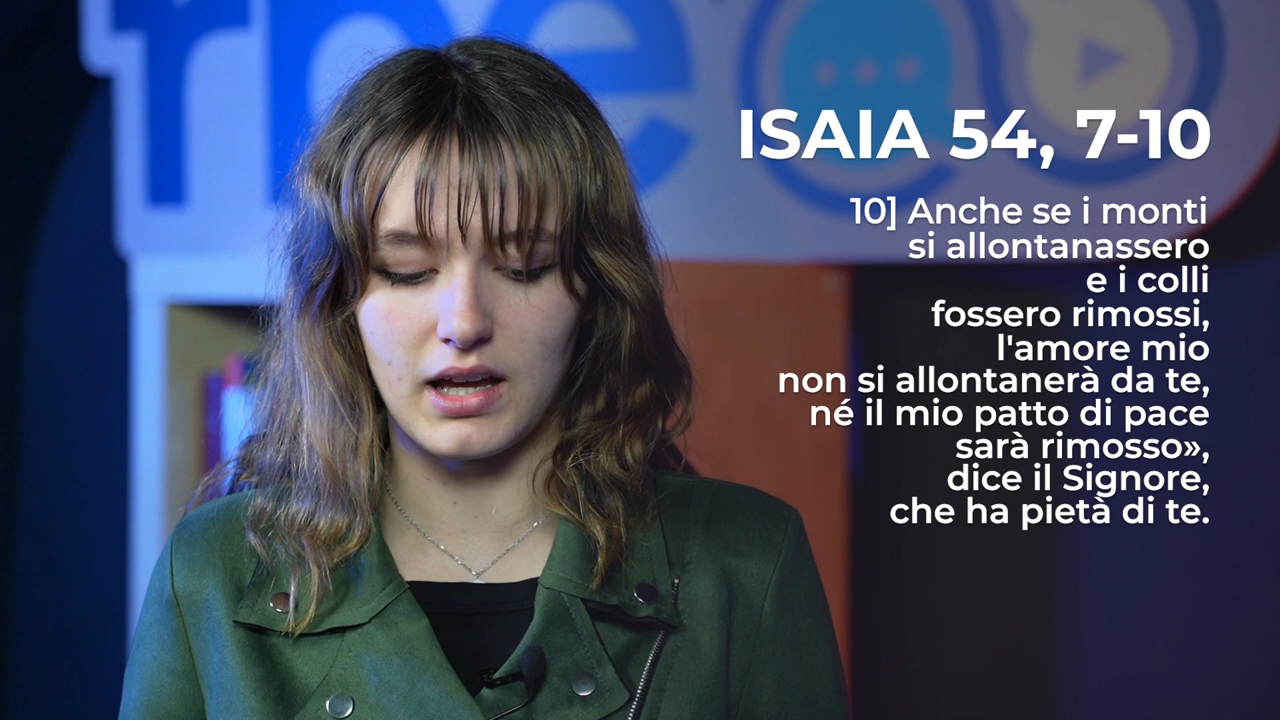 ISAIA 54, 7-10
10] Anche se i monti
si allontanassero
e i colli
fossero rimossi,
l'amore mio
non si allontanerà da te,
né il mio patto di pace
sarà rimosso»,
dice il Signore,
che ha pietà di te.